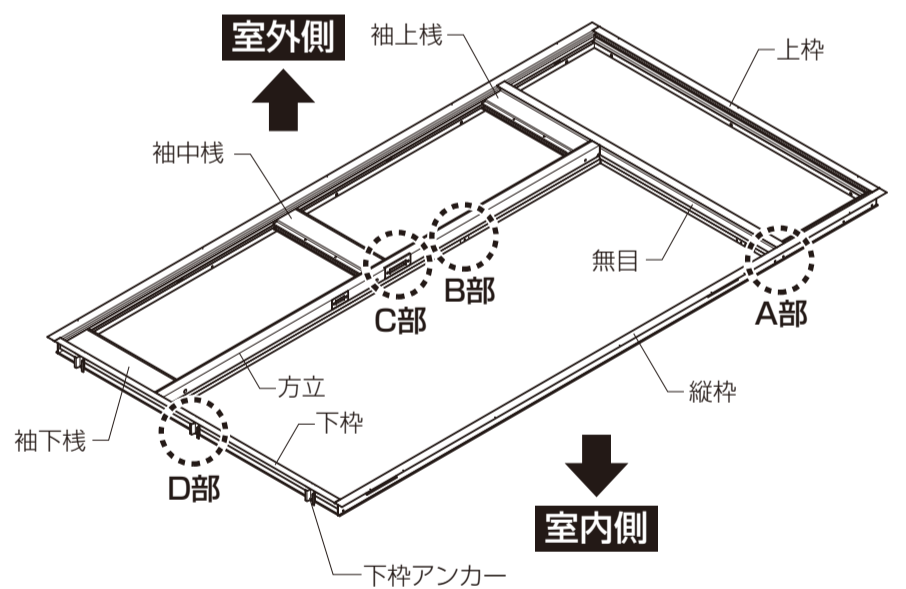 室外側
袖上桟
上枠
袖中桟
無目
B部
C部
A部
方立
縦枠
下枠
袖下桟
D部
室内側
下枠アンカー